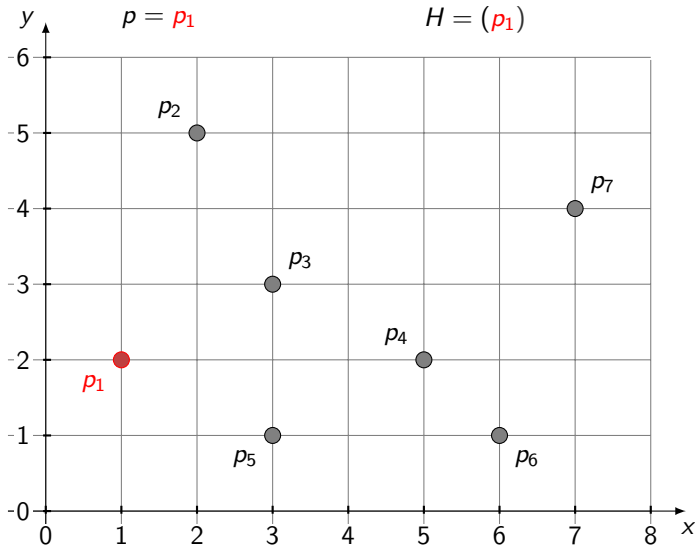 y p = p₁ H = (p₁)
6
p₂
5
p₇
4
p₃
3
p₄
2
p₁
1
p₅ p₆
0
0 1 2 3 4 5 6 7 8 x